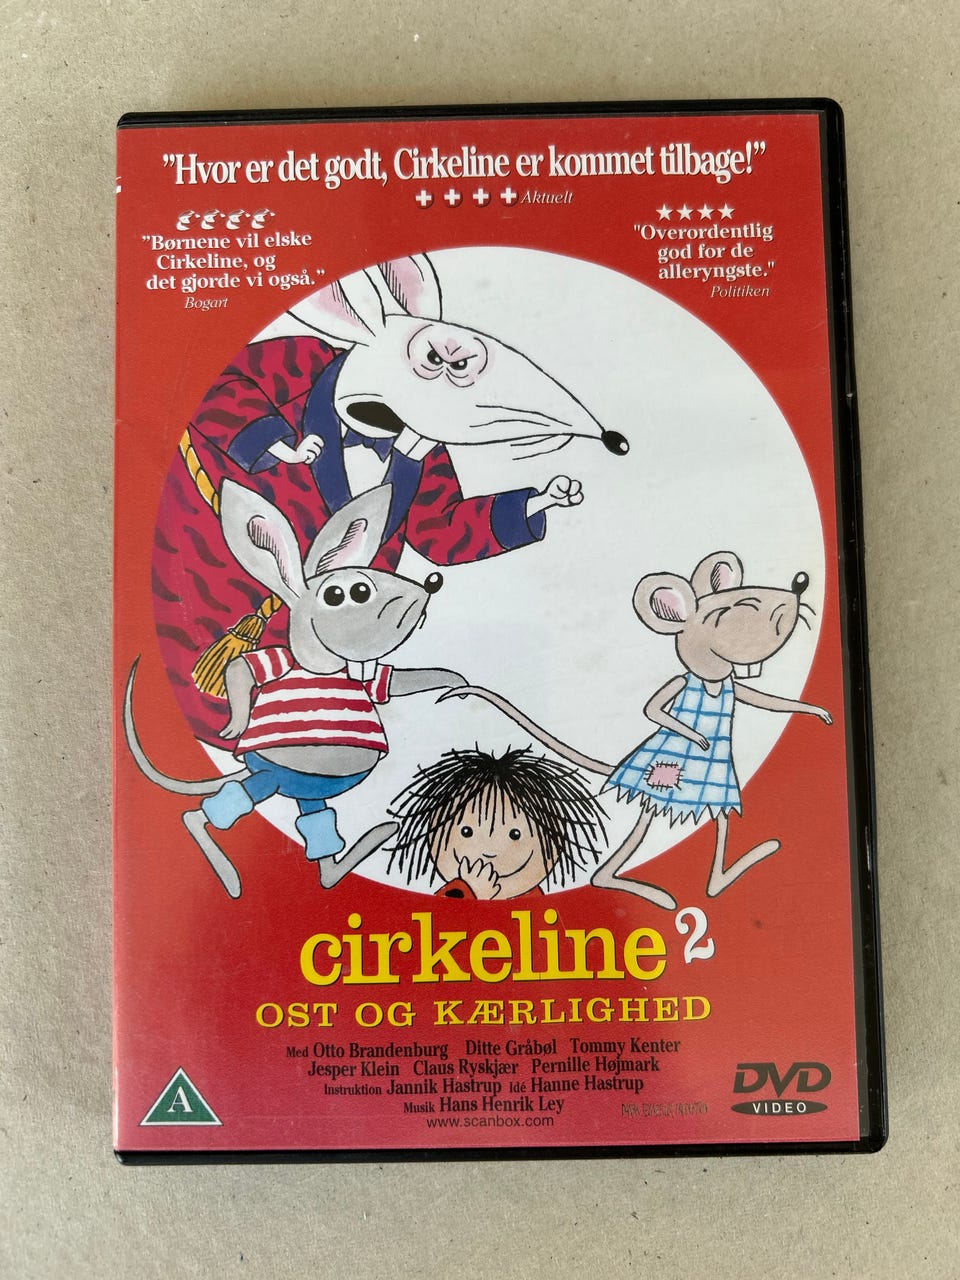 "Hvor er det godt, Cirkeline er kommet tilbage!"
Aktuelt
"Børnene vil elske
Cirkeline, og
det gjorde vi også."
Bogart
"Overordentlig
god for de
alleryngste."
Politiken
cirkeline 2
OST OG KÆRLIGHED
Med Otto Brandenburg Ditte Gråbøl Tommy Kenter
Jesper Klein Claus Ryskjær Pernille Højmark
Instruktion Jannik Hastrup Idé Hanne Hastrup
Musik Hans Henrik Ley
www.scanbox.com
A
DVD
VIDEO